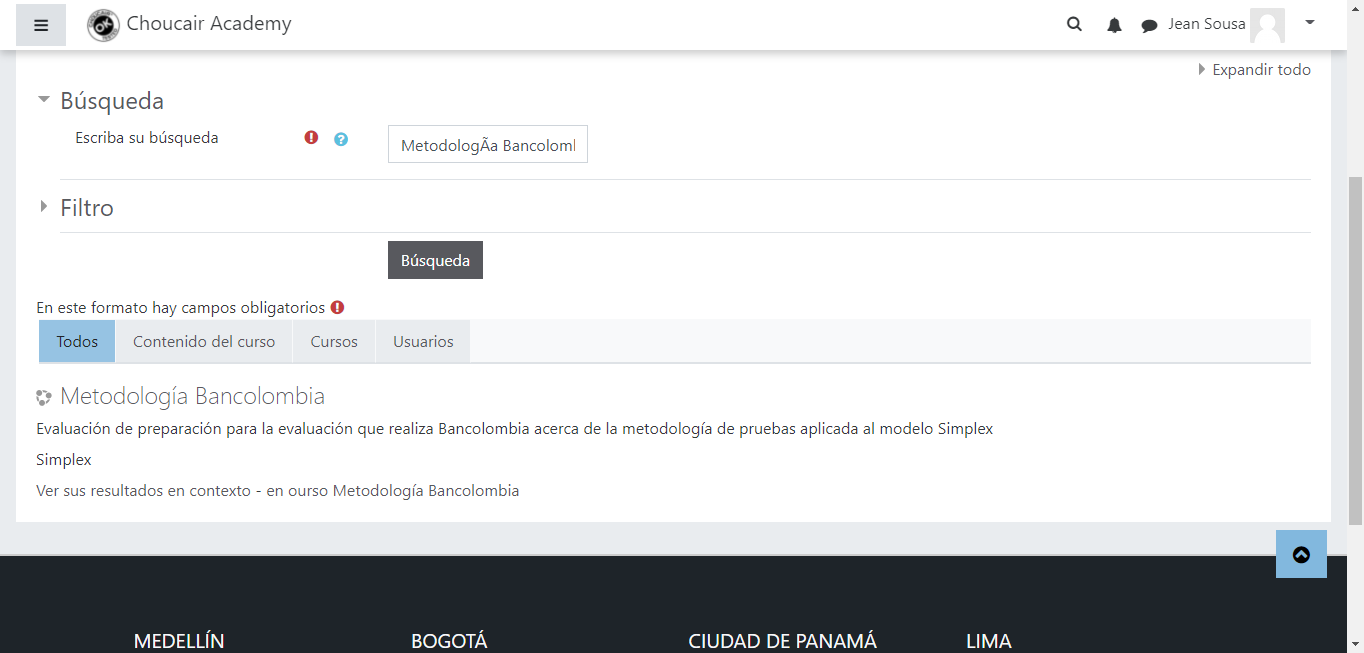 Choucair Academy
Jean Sousa
Expandir todo
Búsqueda
Escriba su búsqueda
MetodologÃa Bancolom
Filtro
Búsqueda
En este formato hay campos obligatorios
Todos
Contenido del curso
Cursos
Usuarios
Metodología Bancolombia
Evaluación de preparación para la evaluación que realiza Bancolombia acerca de la metodología de pruebas aplicada al modelo Simplex
Simplex
Ver sus resultados en contexto - en ourso Metodología Bancolombia
MEDELLÍN
BOGOTÁ
CIUDAD DE PANAMÁ
LIMA